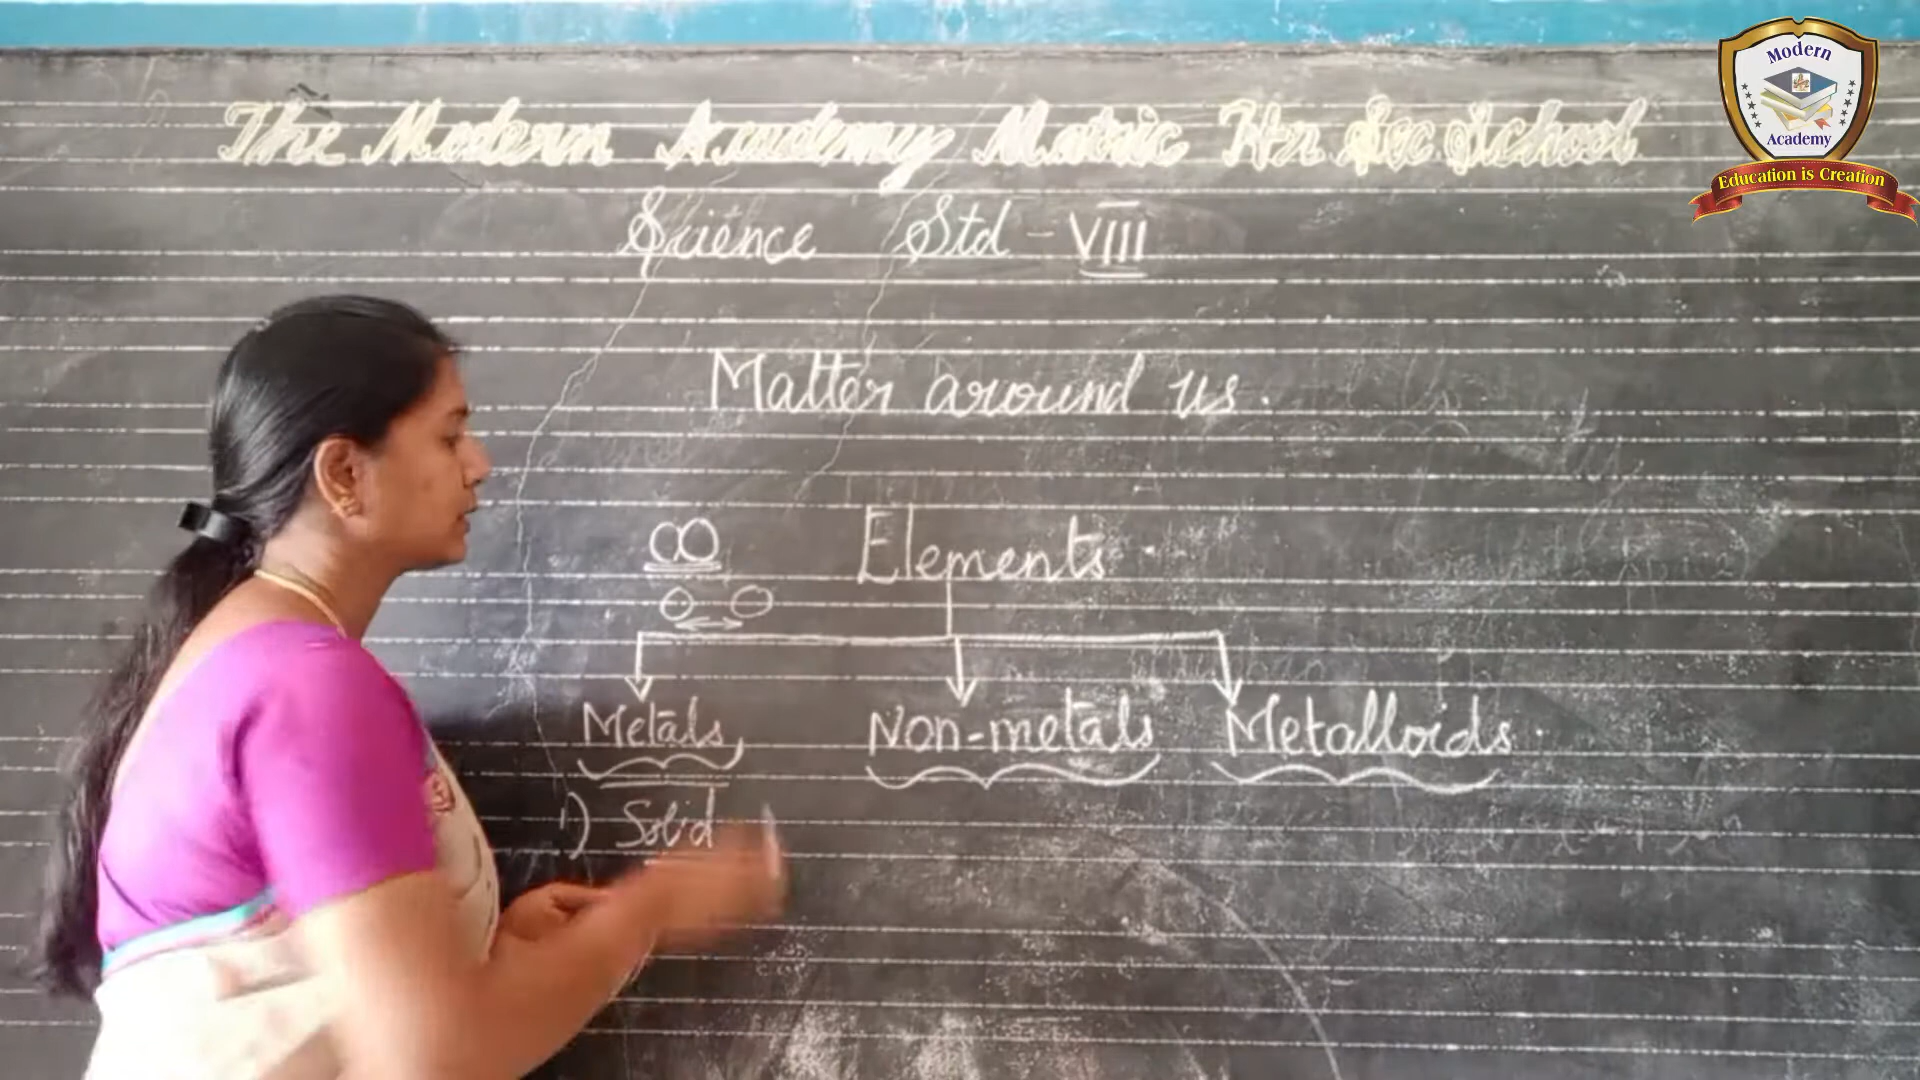 The Modern Academy Matric Hr Sec School
Modern
Academy
Education is Creation
Science Std - VIII
Matter around us.
Elements.
Metals, Non-metals Metalloids.
1) Solid